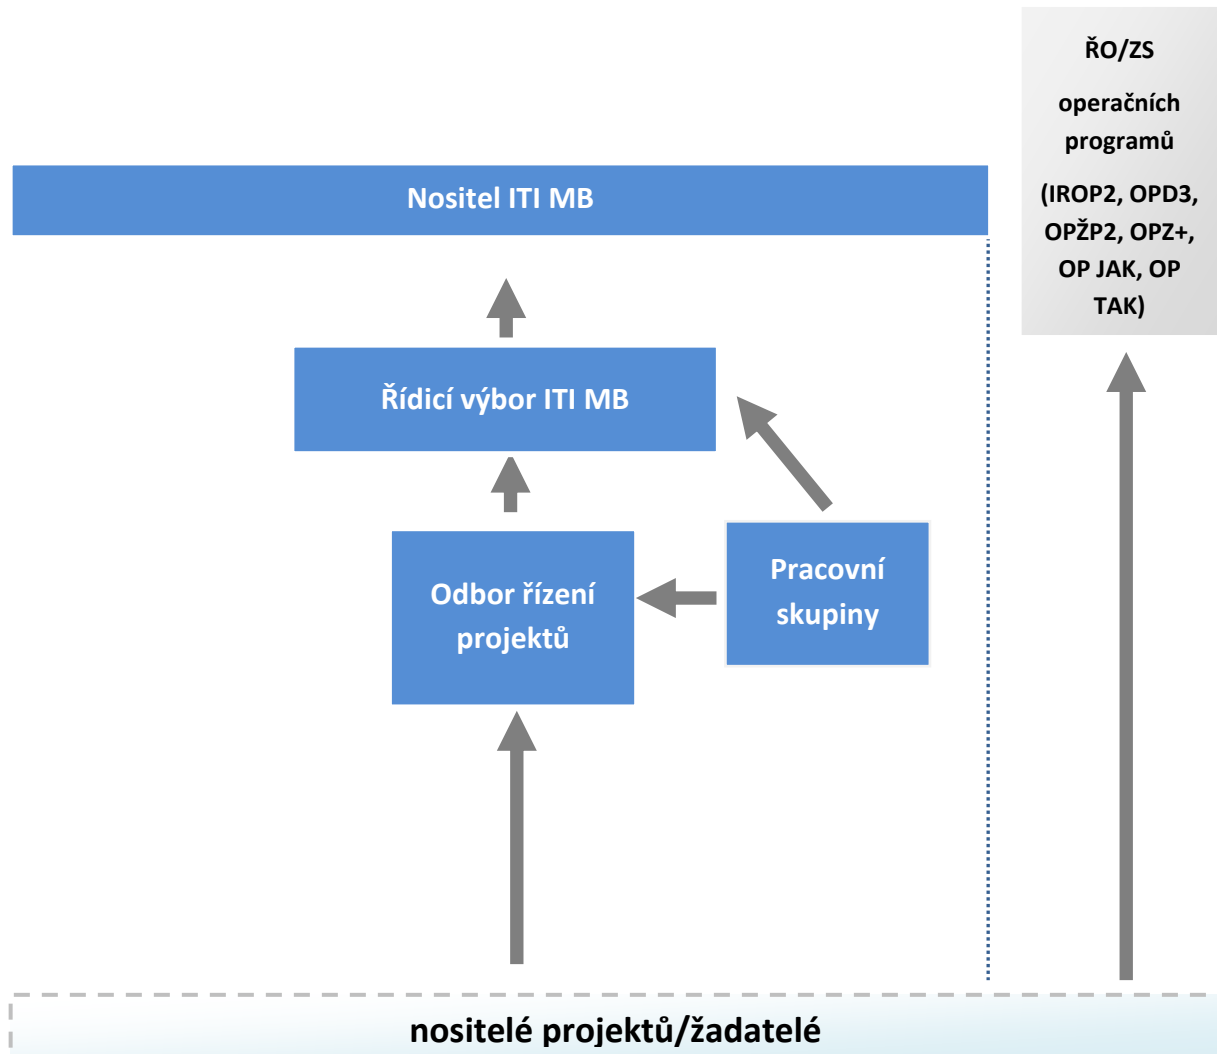 ŘO/ZS
operačních
programů
(IROP2, OPD3,
OPŽP2, OPZ+,
OP JAK, OP
TAK)
Nositel ITI MB
Řídicí výbor ITI MB
Odbor řízení
projektů
Pracovní
skupiny
nositelé projektů/žadatelé